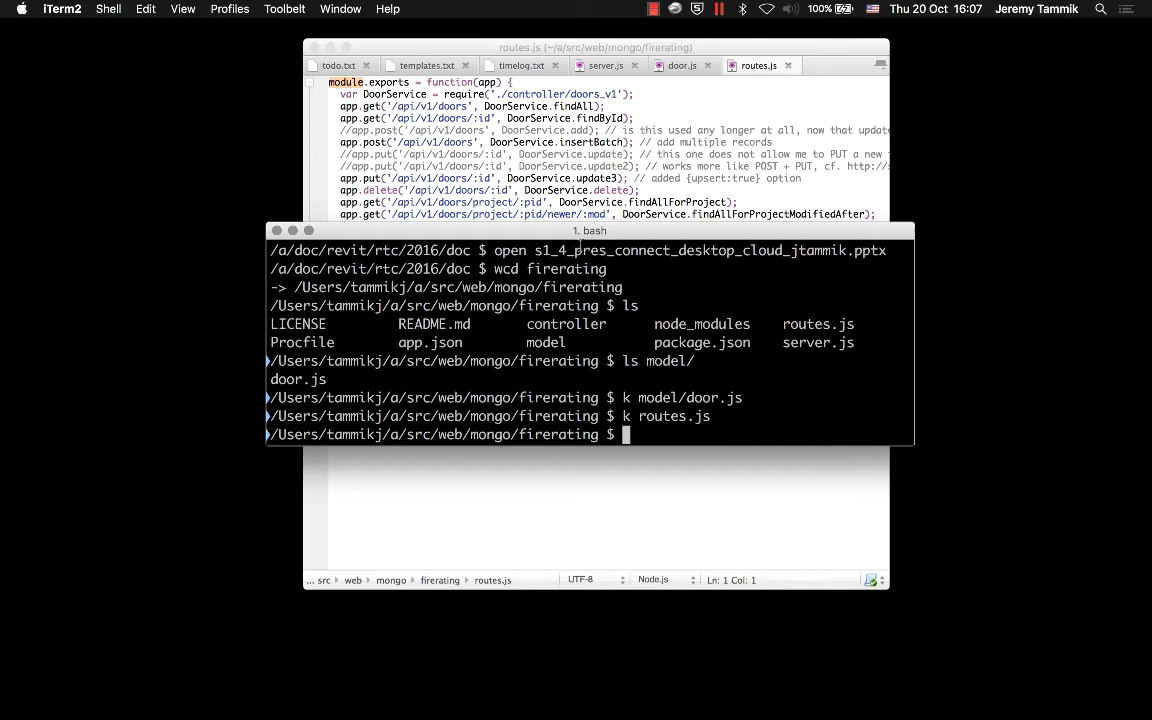 iTerm2 Shell Edit View Profiles Toolbelt Window Help 100% Thu 20 Oct 16:07 Jeremy Tammik
routes.js (~/a/src/web/mongo/firerating)
todo.txt templates.txt timelog.txt server.js door.js routes.js
module.exports = function(app) {
var DoorService = require('./controller/doors_v1');
app.get('/api/v1/doors', DoorService.findAll);
app.get('/api/v1/doors/:id', DoorService.findById);
//app.post('/api/v1/doors', DoorService.add); // is this used any longer at all, now that update
app.post('/api/v1/doors', DoorService.insertBatch); // add multiple records
//app.put('/api/v1/doors/:id', DoorService.update); // this one does not allow me to PUT a new
//app.put('/api/v1/doors/:id', DoorService.update2); // works more like POST + PUT, cf. http://
app.put('/api/v1/doors/:id', DoorService.update3); // added {upsert:true} option
app.delete('/api/v1/doors/:id', DoorService.delete);
app.get('/api/v1/doors/project/:pid', DoorService.findAllForProject);
app.get('/api/v1/doors/project/:pid/newer/:mod', DoorService.findAllForProjectModifiedAfter);
1. bash
/a/doc/revit/rtc/2016/doc $ open s1_4_pres_connect_desktop_cloud_jtammik.pptx
/a/doc/revit/rtc/2016/doc $ wcd firerating
-> /Users/tammikj/a/src/web/mongo/firerating
/Users/tammikj/a/src/web/mongo/firerating $ ls
LICENSE README.md controller node_modules routes.js
Procfile app.json model package.json server.js
/Users/tammikj/a/src/web/mongo/firerating $ ls model/
door.js
/Users/tammikj/a/src/web/mongo/firerating $ k model/door.js
/Users/tammikj/a/src/web/mongo/firerating $ k routes.js
/Users/tammikj/a/src/web/mongo/firerating $
... src web mongo firerating routes.js UTF-8 Node.js Ln: 1 Col: 1